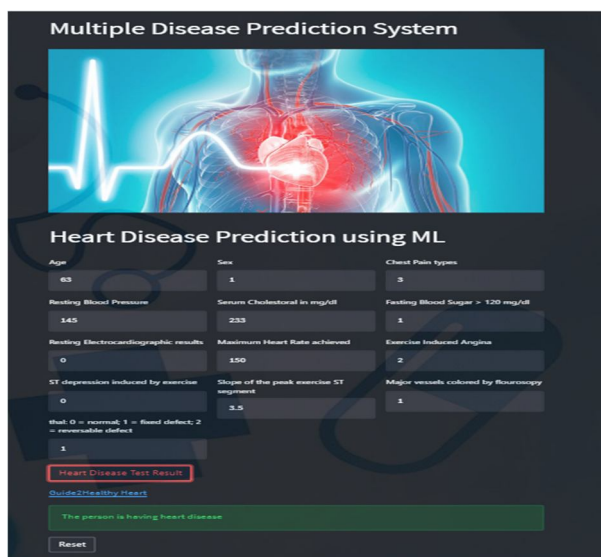 Multiple Disease Prediction System
Heart Disease Prediction using ML
Age
Sex
Chest Pain types
63
1
3
Resting Blood Pressure
Serum Cholestoral in mg/dl
Fasting Blood Sugar > 120 mg/dl
145
233
1
Resting Electrocardiographic results
Maximum Heart Rate achieved
Exercise Induced Angina
0
150
2
ST depression induced by exercise
Slope of the peak exercise ST
segment
Major vessels colored by flourosopy
0
3.5
1
thal: 0 = normal; 1 = fixed defect; 2
= reversable defect
1
Heart Disease Test Result
Guide2Healthy Heart
The person is having heart disease
Reset